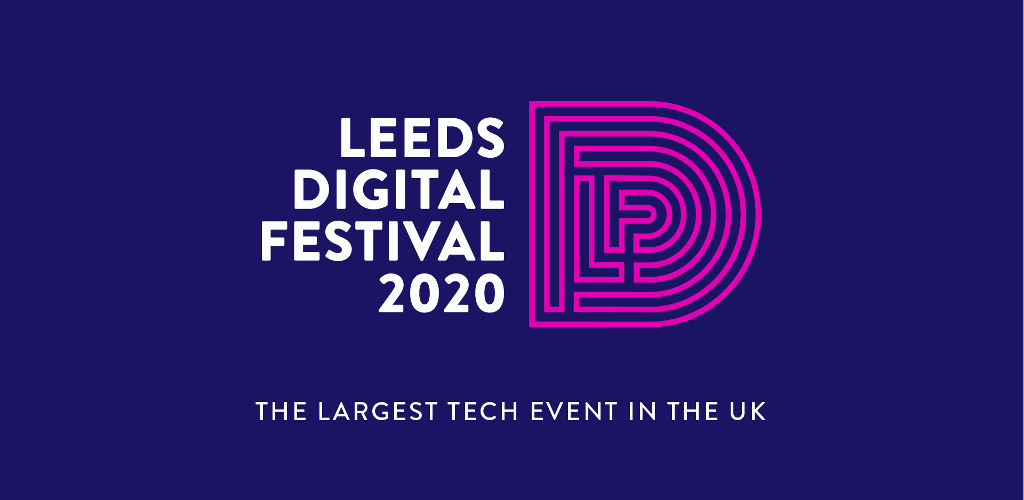 LEEDS
DIGITAL
FESTIVAL
2020
THE LARGEST TECH EVENT IN THE UK